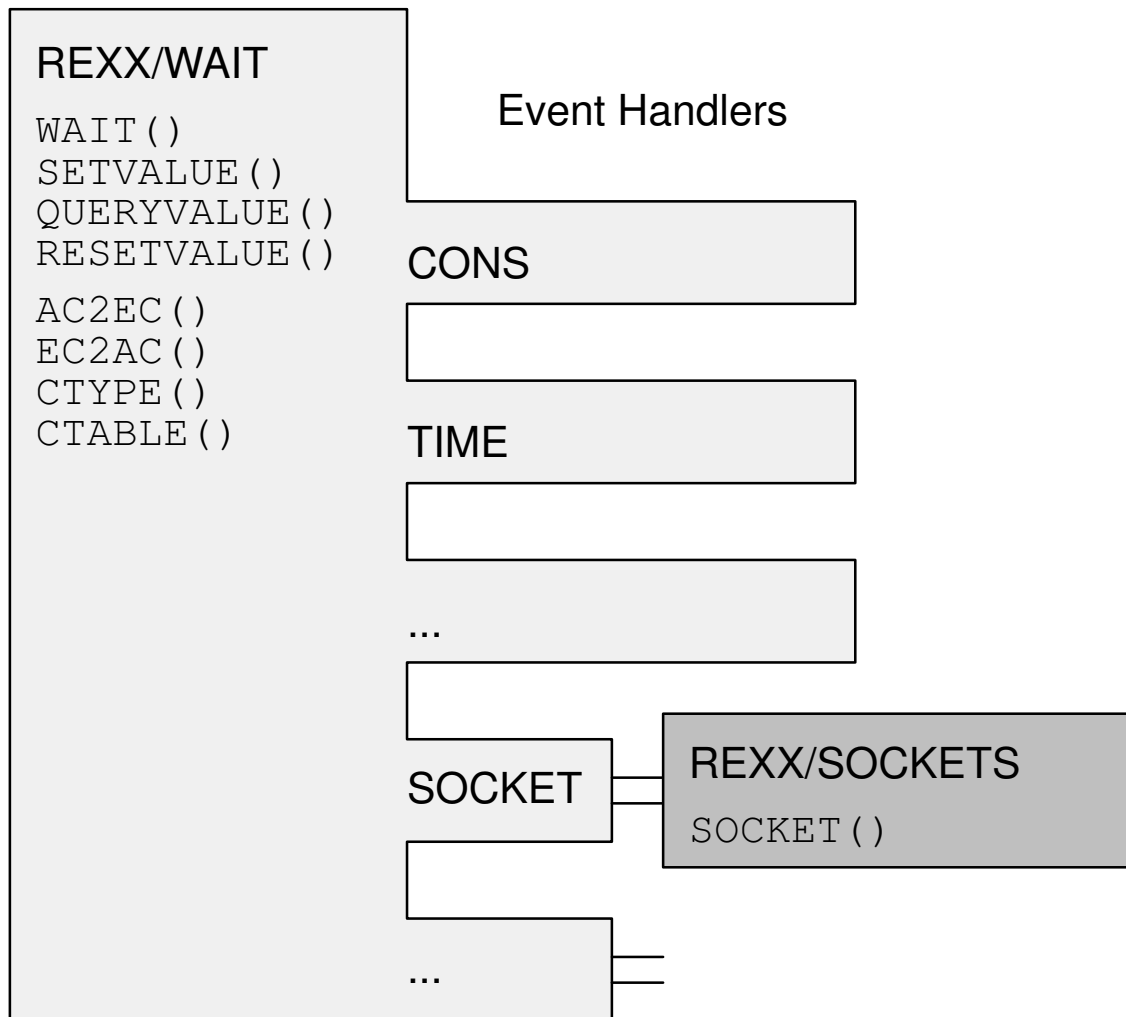 REXX/WAIT
WAIT()
SETVALUE()
QUERYVALUE()
RESETVALUE()
AC2EC()
EC2AC()
CTYPE()
CTABLE()
Event Handlers
CONS
TIME
...
SOCKET
REXX/SOCKETS
SOCKET()
...